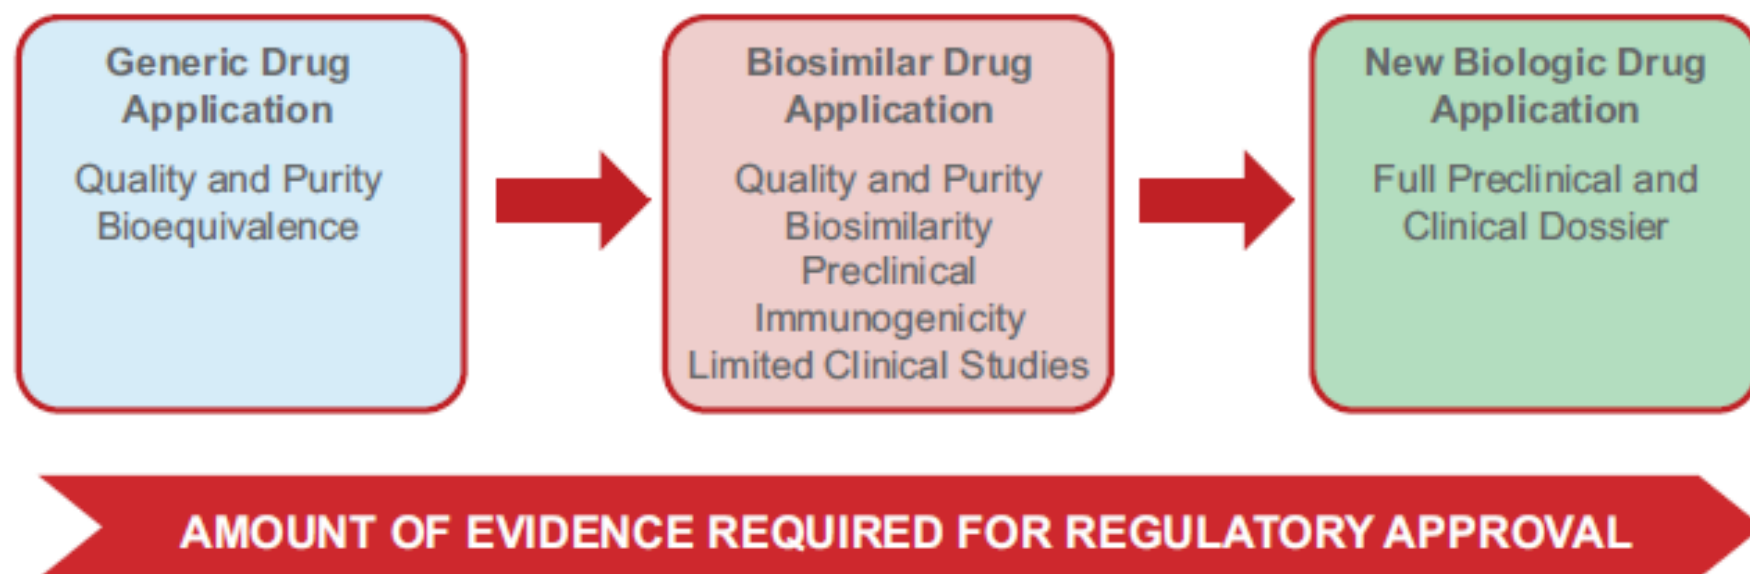 Generic Drug
Application
Quality and Purity
Bioequivalence
Biosimilar Drug
Application
Quality and Purity
Biosimilarity
Preclinical
Immunogenicity
Limited Clinical Studies
New Biologic Drug
Application
Full Preclinical and
Clinical Dossier
AMOUNT OF EVIDENCE REQUIRED FOR REGULATORY APPROVAL